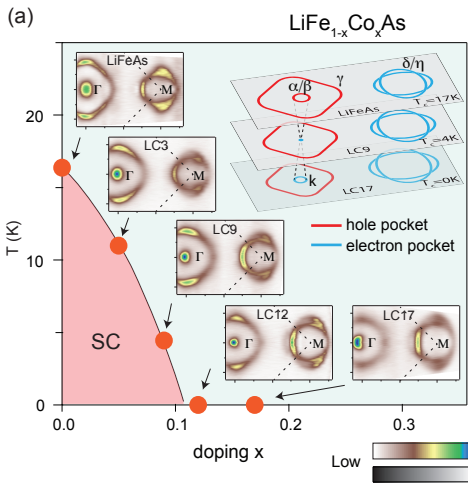 (a)
LiFe1-xCoxAs
T (K)
20
10
0
0.0
0.1
0.2
0.3
doping x
SC
LiFeAs
Γ
M
LC3
Γ
M
LC9
Γ
M
LC12
Γ
M
LC17
Γ
M
α/β
γ
δ/η
LiFeAs
Tc=17K
LC9
Tc=4K
k
LC17
Tc=0K
hole pocket
electron pocket
Low